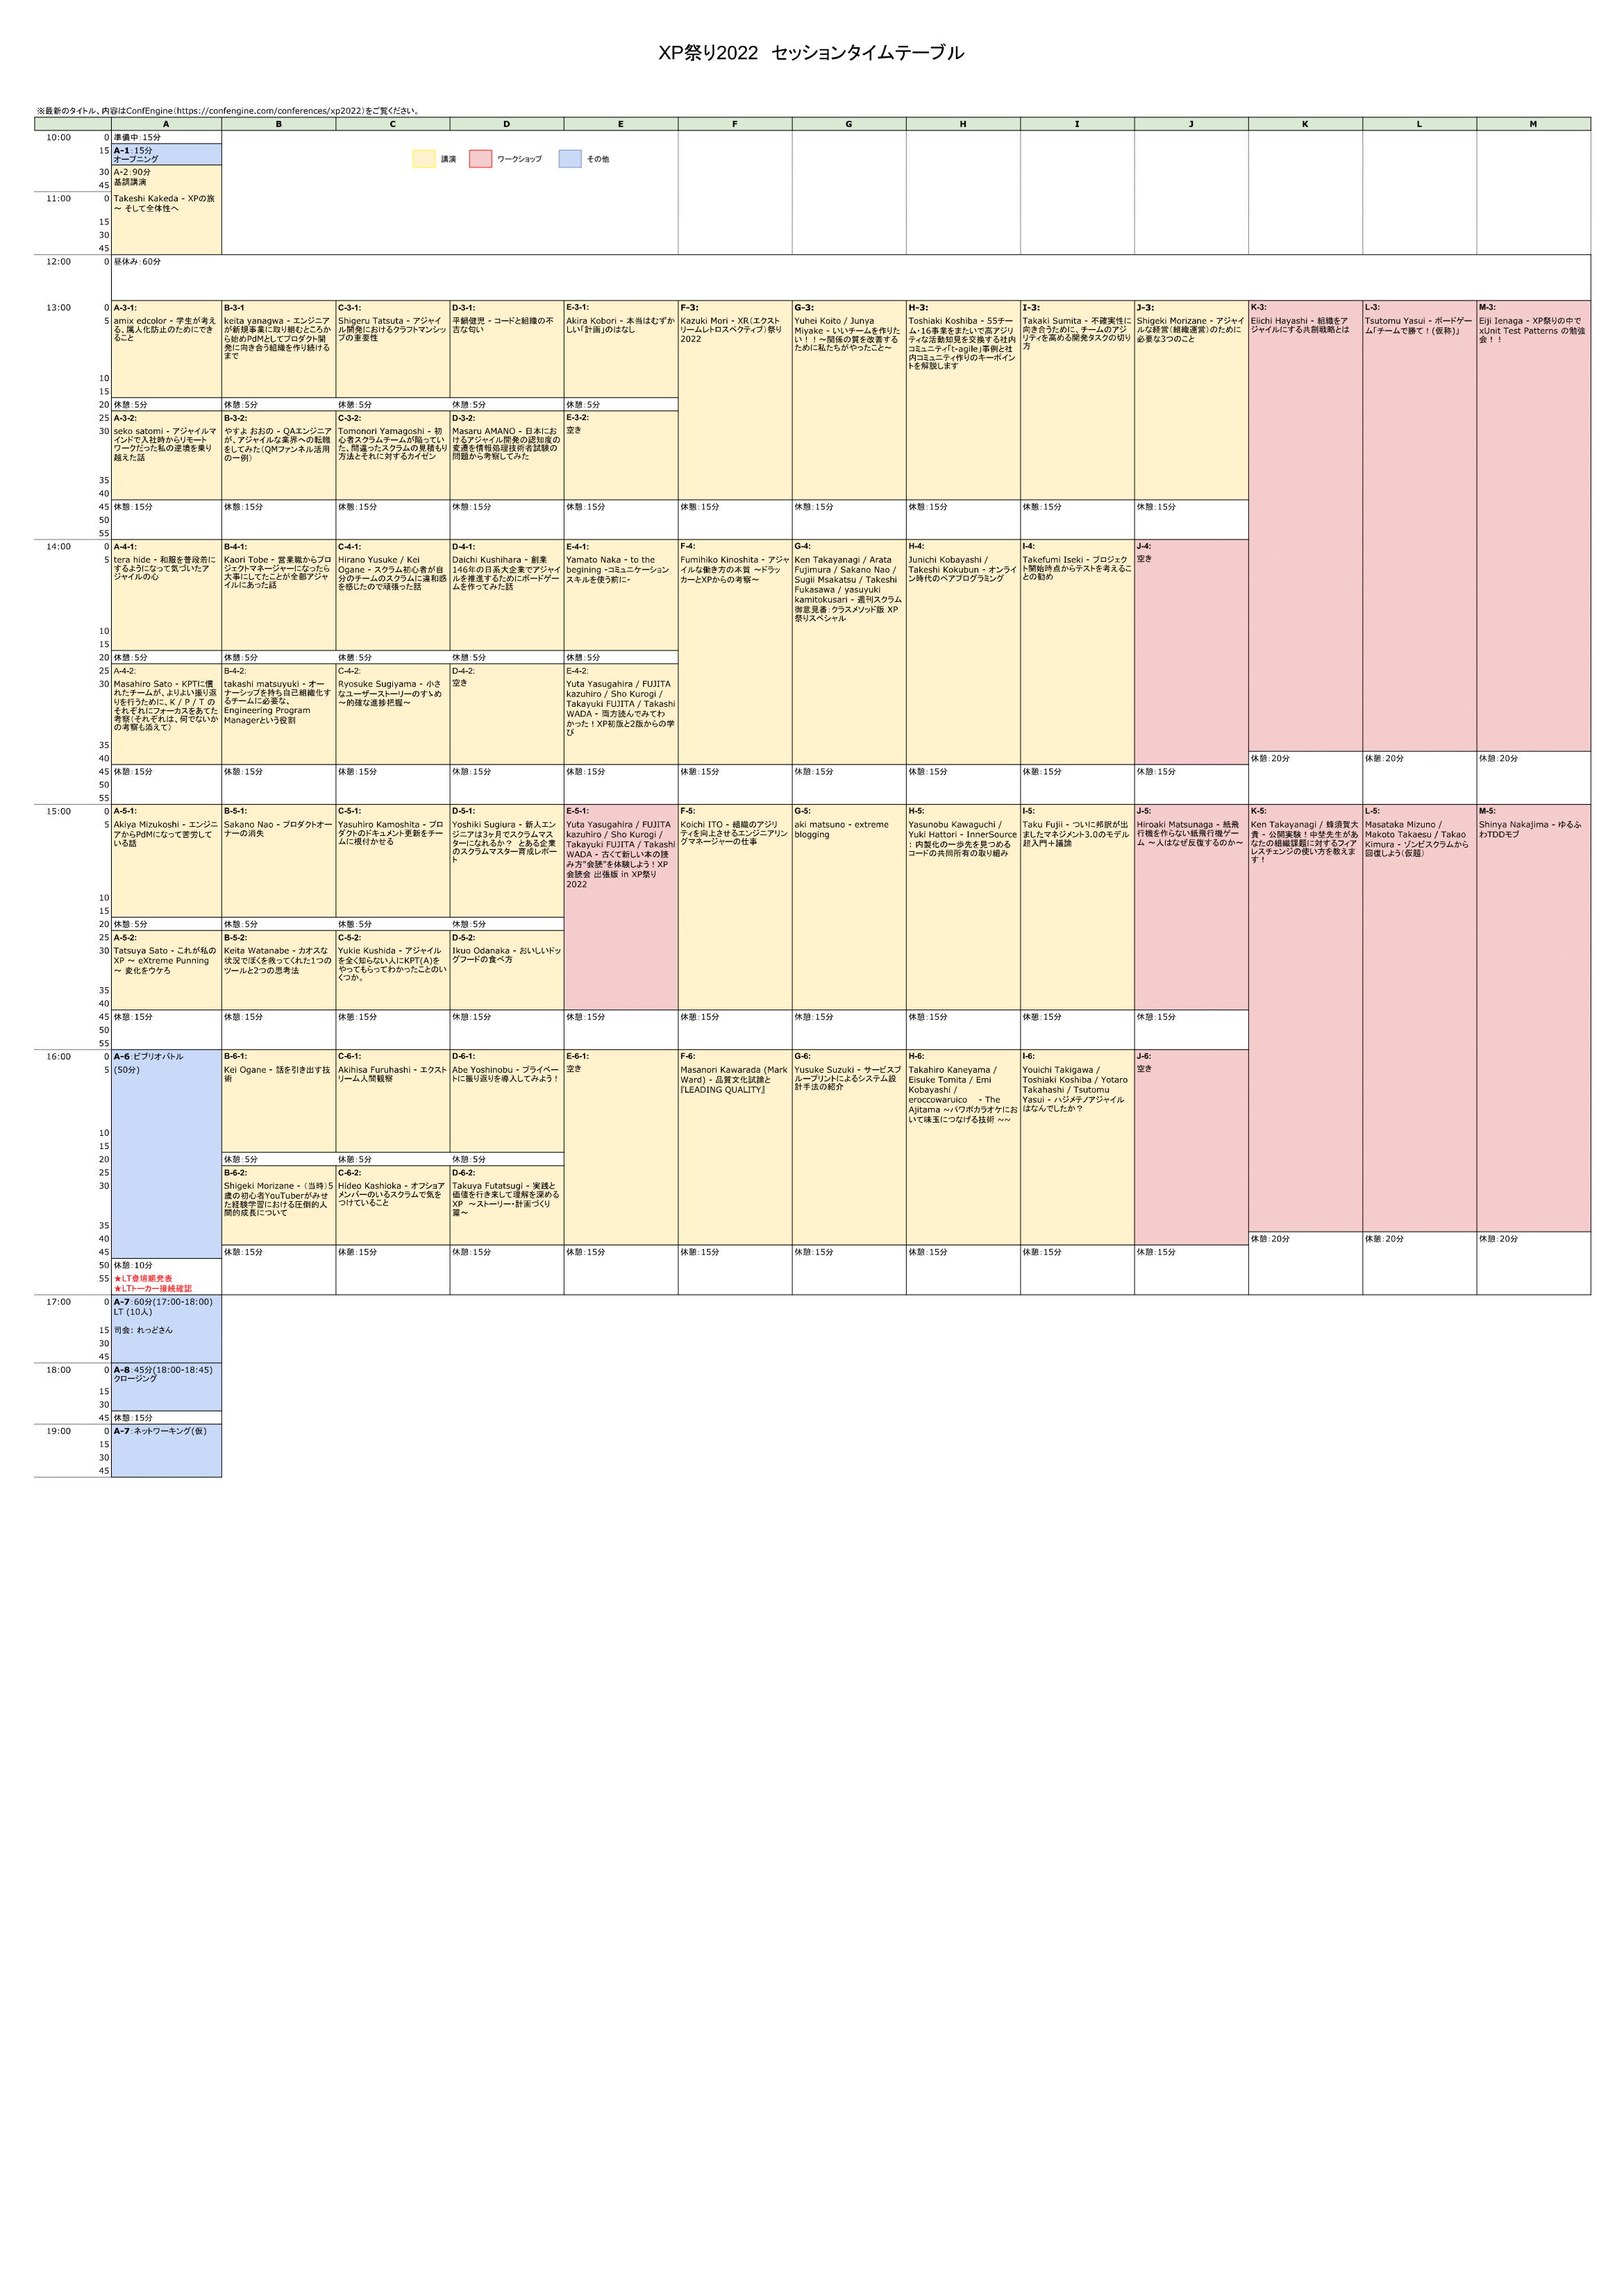 XP祭り2022　セッションタイムテーブル
※最新のタイトル、内容はConfEngine(https://confengine.com/conferences/xp2022)をご覧ください。
A B C D E F G H I J K L M
10:00 0 準備中：15分
15 A-1：15分
オープニング
講演 ワークショップ その他
30 A-2：90分
45 基調講演
11:00 0 Takeshi Kakeda - XPの旅
～ そして全体性へ
15
30
45
12:00 0 昼休み：60分
13:00 0
5
A-3-1:
amix edcolor - 学生が考え
る、属人化防止のためにでき
ること
B-3-1
keita yanagwa - エンジニア
が新規事業に取り組むところか
ら始めPdMとしてプロダクト開
発に向き合う組織を作り続ける
まで
C-3-1:
Shigeru Tatsuta - アジャイ
ル開発におけるクラフトマンシッ
プの重要性
D-3-1:
平鍋健児 - コードと組織の不
吉な匂い
E-3-1:
Akira Kobori - 本当はむずか
しい「計画」のはなし
F-3:
Kazuki Mori - XR(エクスト
リームレトロスペクティブ)祭り
2022
G-3:
Yuhei Koito / Junya
Miyake - いいチームを作りた
い！！～関係の質を改善する
ために私たちがやったこと～
H-3:
Toshiaki Koshiba - 55チー
ム・16事業をまたいで高アジリ
ティな活動知見を交換する社内
コミュニティ「t-agile」事例と社
内コミュニティ作りのキーポイン
トを解説します
I-3:
Takaki Sumita - 不確実性に
向き合うために、チームのアジ
リティを高める開発タスクの切り
方
J-3:
Shigeki Morizane - アジャイ
ルな経営(組織運営)のために
必要な3つのこと
K-3:
Eiichi Hayashi - 組織をア
ジャイルにする共創戦略とは
L-3:
Tsutomu Yasui - ボードゲー
ム「チームで勝て！(仮称)」
M-3:
Eiji Ienaga - XP祭りの中で
xUnit Test Patterns の勉強
会！！
10
15
20 休憩：5分 休憩：5分 休憩：5分 休憩：5分 休憩：5分
25
30
A-3-2:
seko satomi - アジャイルマ
インドで入社時からリモート
ワークだった私の逆境を乗り
越えた話
B-3-2:
やすよ おおの - QAエンジニア
が、アジャイルな業界への転職
をしてみた(QMファンネル活用
の一例)
C-3-2:
Tomonori Yamagoshi - 初
心者スクラムチームが陥ってい
た、間違ったスクラムの見積もり
方法とそれに対するカイゼン
D-3-2:
Masaru AMANO - 日本にお
けるアジャイル開発の認知度の
変遷を情報処理技術者試験の
問題から考察してみた
E-3-2:
空き
35
40
45 休憩：15分 休憩：15分 休憩：15分 休憩：15分 休憩：15分 休憩：15分 休憩：15分 休憩：15分 休憩：15分 休憩：15分
50
55
14:00 0
5
A-4-1:
tera hide - 和服を普段着に
するようになって気づいたア
ジャイルの心
B-4-1:
Kaori Tobe - 営業職からプロ
ジェクトマネージャーになったら
大事にしてたことが全部アジャ
イルにあった話
C-4-1:
Hirano Yusuke / Kei
Ogane - スクラム初心者が自
分のチームのスクラムに違和感
を感じたので頑張った話
D-4-1:
Daichi Kushihara - 創業
146年の日系大企業でアジャイ
ルを推進するためにボードゲー
ムを作ってみた話
E-4-1:
Yamato Naka - to the
begining -コミュニケーション
スキルを使う前に-
F-4:
Fumihiko Kinoshita - アジャ
イルな働き方の本質 ～ドラッ
カーとXPからの考察～
G-4:
Ken Takayanagi / Arata
Fujimura / Sakano Nao /
Sugii Msakatsu / Takeshi
Fukasawa / yasuyuki
kamitokusari - 週刊スクラム
御意見番：クラスメソッド版 XP
祭りスペシャル
H-4:
Junichi Kobayashi /
Takeshi Kokubun - オンライ
ン時代のペアプログラミング
I-4:
Takefumi Iseki - プロジェク
ト開始時点からテストを考えるこ
との勧め
J-4:
空き
10
15
20 休憩：5分 休憩：5分 休憩：5分 休憩：5分 休憩：5分
25
30
A-4-2:
Masahiro Sato - KPTに慣
れたチームが、よりよい振り返
りを行うために、K / P / T の
それぞれにフォーカスをあてた
考察(それぞれは、何でないか
の考察も添えて)
B-4-2:
takashi matsuyuki - オー
ナーシップを持ち自己組織化す
るチームに必要な、
Engineering Program
Managerという役割
C-4-2:
Ryosuke Sugiyama - 小さ
なユーザーストーリーのすゝめ
～的確な進捗把握～
D-4-2:
空き
E-4-2:
Yuta Yasugahira / FUJITA
kazuhiro / Sho Kurogi /
Takayuki FUJITA / Takashi
WADA - 両方読んでみてわ
かった！XP初版と2版からの学
び
35
40 休憩：20分 休憩：20分 休憩：20分
45 休憩：15分 休憩：15分 休憩：15分 休憩：15分 休憩：15分 休憩：15分 休憩：15分 休憩：15分 休憩：15分 休憩：15分
50
55
15:00 0
5
A-5-1:
Akiya Mizukoshi - エンジニ
アからPdMになって苦労して
いる話
B-5-1:
Sakano Nao - プロダクトオー
ナーの消失
C-5-1:
Yasuhiro Kamoshita - プロ
ダクトのドキュメント更新をチー
ムに根付かせる
D-5-1:
Yoshiki Sugiura - 新人エン
ジニアは3ヶ月でスクラムマス
ターになれるか？ とある企業
のスクラムマスター育成レポー
ト
E-5-1:
Yuta Yasugahira / FUJITA
kazuhiro / Sho Kurogi /
Takayuki FUJITA / Takashi
WADA - 古くて新しい本の読
み方"会読"を体験しよう！XP
会読会 出張版 in XP祭り
2022
F-5:
Koichi ITO - 組織のアジリ
ティを向上させるエンジニアリン
グマネージャーの仕事
G-5:
aki matsuno - extreme
blogging
H-5:
Yasunobu Kawaguchi /
Yuki Hattori - InnerSource
：内製化の一歩先を見つめる
コードの共同所有の取り組み
I-5:
Taku Fujii - ついに邦訳が出
ましたマネジメント3.0のモデル
超入門＋議論
J-5:
Hiroaki Matsunaga - 紙飛
行機を作らない紙飛行機ゲー
ム ～人はなぜ反復するのか～
K-5:
Ken Takayanagi / 蜂須賀大
貴 - 公開実験！中埜先生があ
なたの組織課題に対するフィア
レスチェンジの使い方を教えま
す！
L-5:
Masataka Mizuno /
Makoto Takaesu / Takao
Kimura - ゾンビスクラムから
回復しよう(仮題)
M-5:
Shinya Nakajima - ゆるふ
わTDDモブ
10
15
20 休憩：5分 休憩：5分 休憩：5分 休憩：5分
25
30
A-5-2:
Tatsuya Sato - これが私の
XP ～ eXtreme Punning
～ 変化をウケろ
B-5-2:
Keita Watanabe - カオスな
状況でぼくを救ってくれた1つの
ツールと2つの思考法
C-5-2:
Yukie Kushida - アジャイル
を全く知らない人にKPT(A)を
やってもらってわかったことのい
くつか。
D-5-2:
Ikuo Odanaka - おいしいドッ
グフードの食べ方
35
40
45 休憩：15分 休憩：15分 休憩：15分 休憩：15分 休憩：15分 休憩：15分 休憩：15分 休憩：15分 休憩：15分 休憩：15分
50
55
16:00 0
5
A-6：ビブリオバトル
(50分)
B-6-1:
Kei Ogane - 話を引き出す技
術
C-6-1:
Akihisa Furuhashi - エクスト
リーム人間観察
D-6-1:
Abe Yoshinobu - プライベー
トに振り返りを導入してみよう！
E-6-1:
空き
F-6:
Masanori Kawarada (Mark
Ward) - 品質文化試論と
『LEADING QUALITY』
G-6:
Yusuke Suzuki - サービスブ
ループリントによるシステム設
計手法の紹介
H-6:
Takahiro Kaneyama /
Eisuke Tomita / Emi
Kobayashi /
eroccowaruico　- The
Ajitama ～パワポカラオケにお
いて味玉につなげる技術 ～～
I-6:
Youichi Takigawa /
Toshiaki Koshiba / Yotaro
Takahashi / Tsutomu
Yasui - ハジメテノアジャイル
はなんでしたか？
J-6:
空き
10
15
20 休憩：5分 休憩：5分 休憩：5分
25
30
B-6-2:
Shigeki Morizane -（当時)5
歳の初心者YouTuberがみせ
た経験学習における圧倒的人
間的成長について
C-6-2:
Hideo Kashioka - オフショア
メンバーのいるスクラムで気を
つけていること
D-6-2:
Takuya Futatsugi - 実践と
価値を行き来して理解を深める
XP ～ストーリー・計画づくり
篇～
35
40 休憩：20分 休憩：20分 休憩：20分
45 休憩：15分 休憩：15分 休憩：15分 休憩：15分 休憩：15分 休憩：15分 休憩：15分 休憩：15分 休憩：15分
50 休憩：10分
55 ★LT登壇順発表
★LTトーカー接続確認
17:00 0 A-7：60分(17:00-18:00)
LT (10人)
15 司会：れっどさん
30
45
18:00 0 A-8：45分(18:00-18:45)
クロージング
15
30
45 休憩：15分
19:00 0 A-7：ネットワーキング(仮)
15
30
45